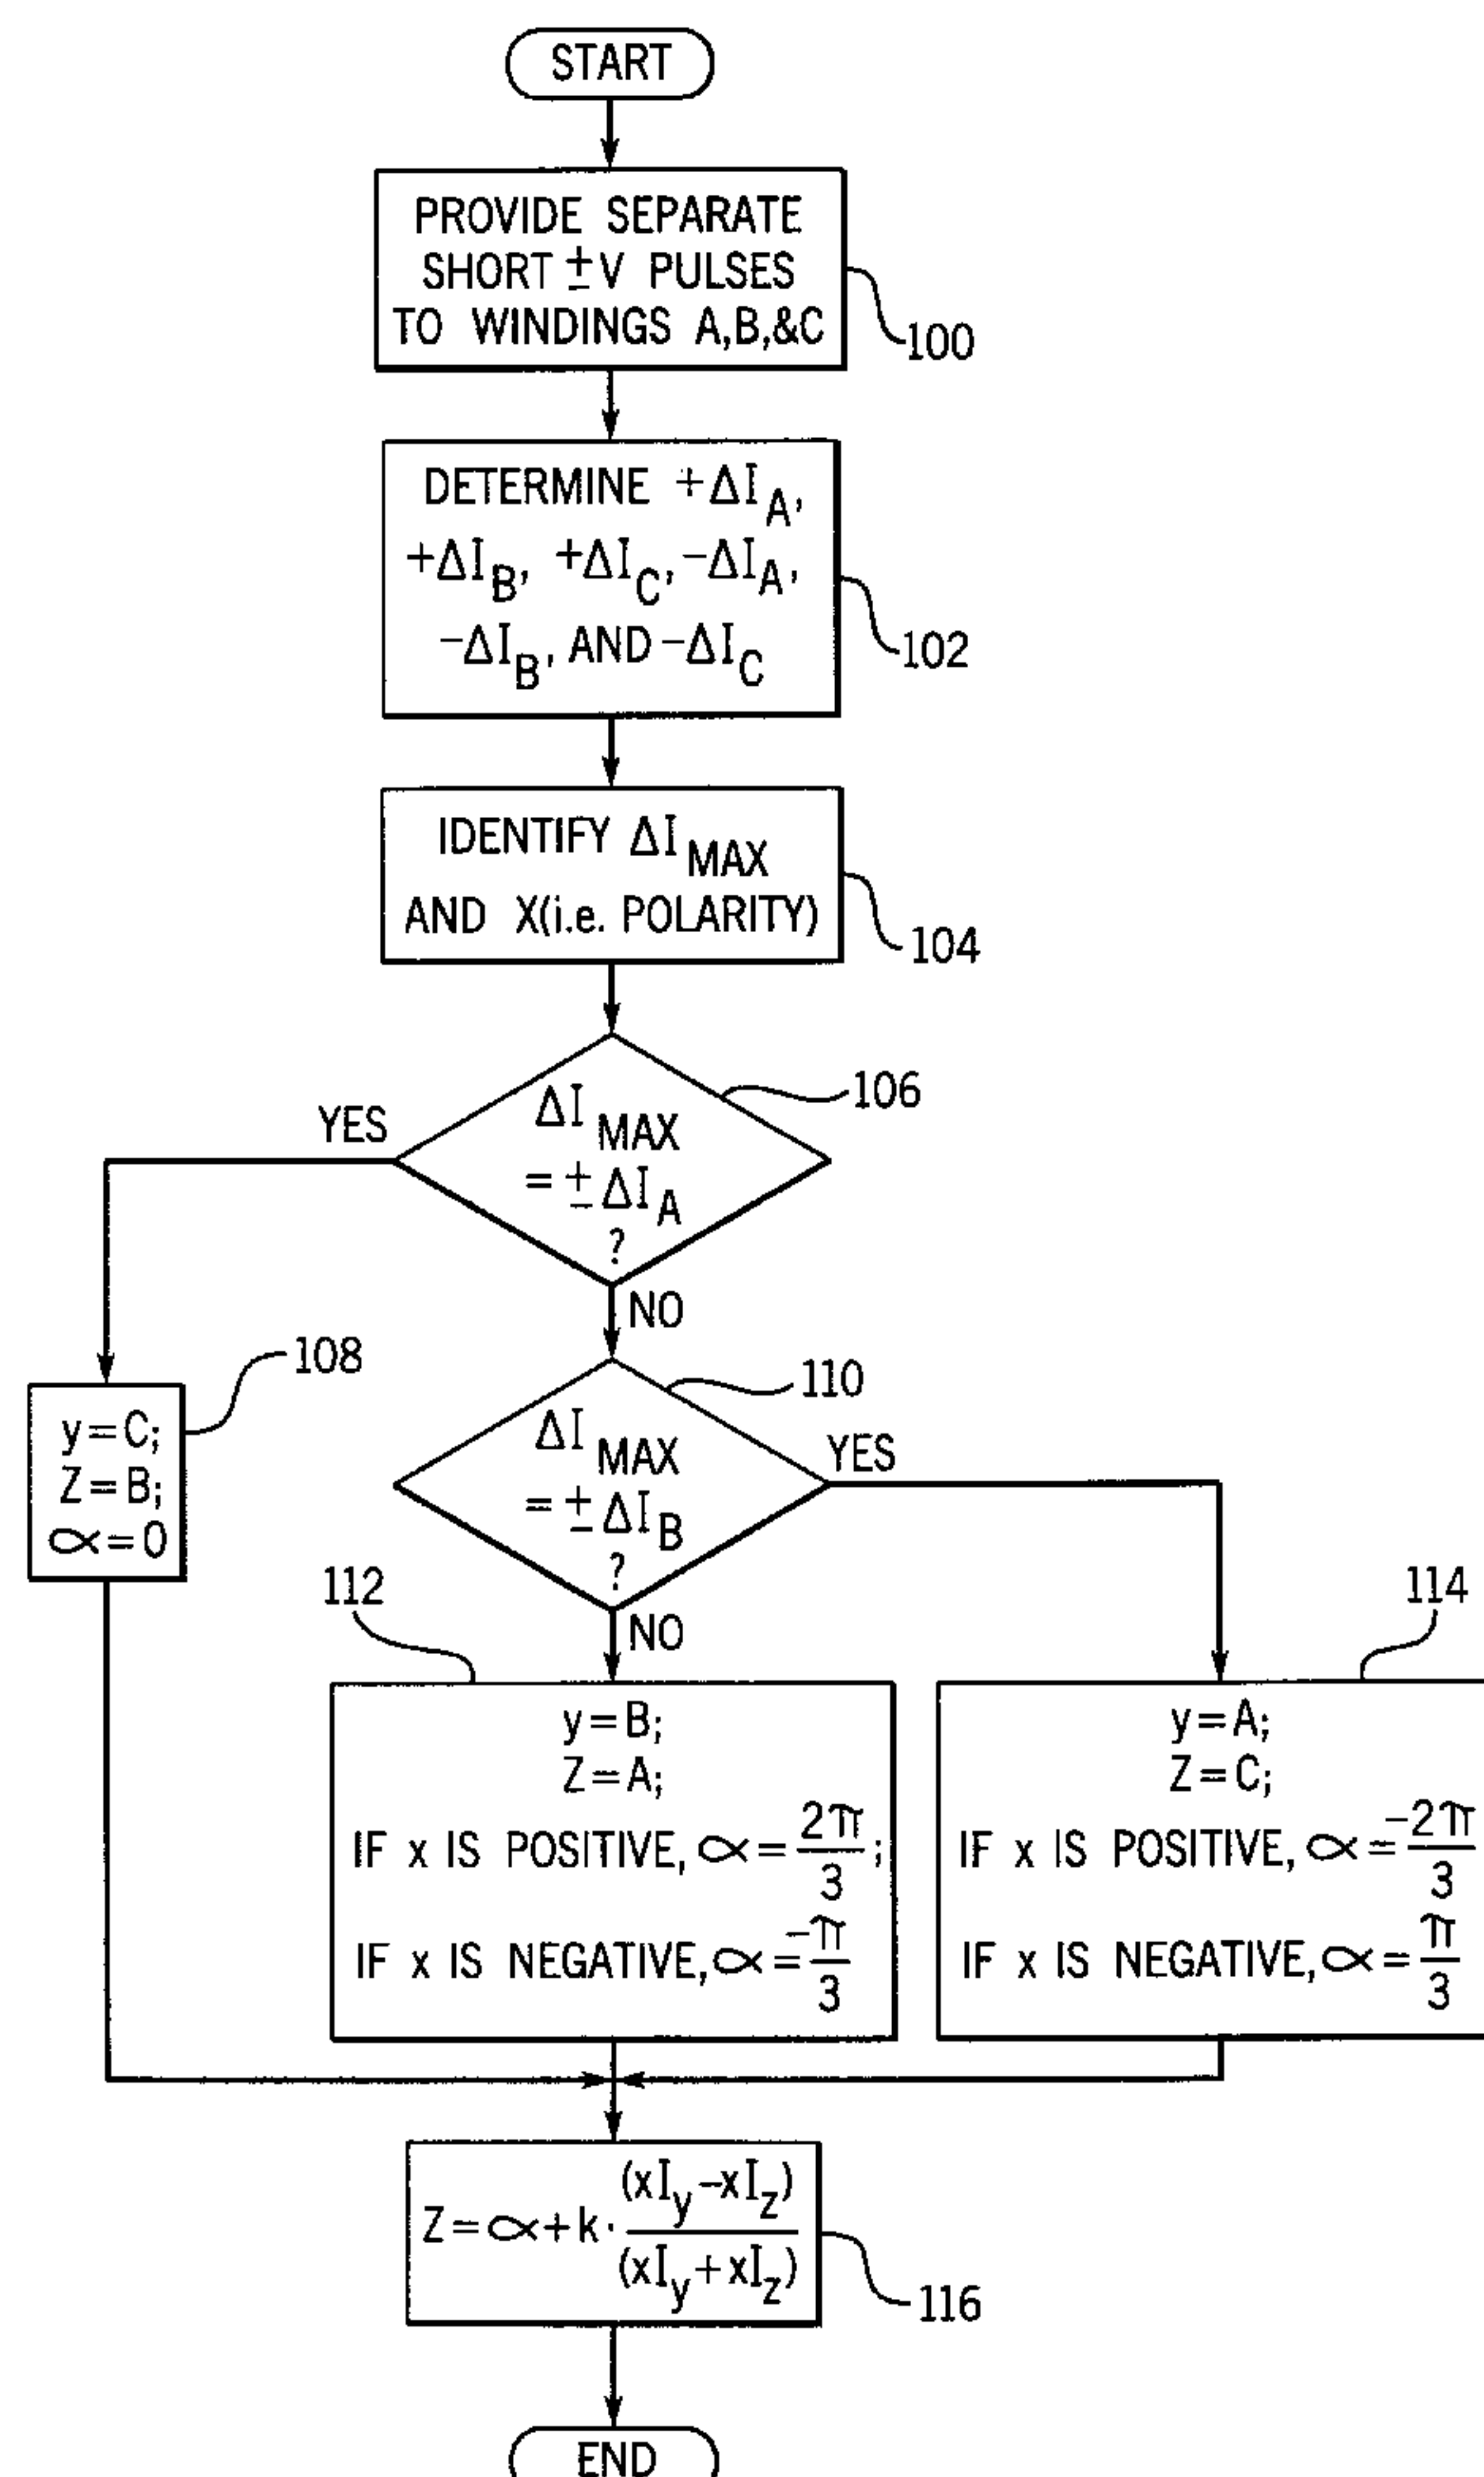 START
PROVIDE SEPARATE
SHORT ±V PULSES
TO WINDINGS A,B,&C
100
DETERMINE +ΔI_A,
+ΔI_B, +ΔI_C, -ΔI_A,
-ΔI_B, AND -ΔI_C
102
IDENTIFY ΔI_MAX
AND X(i.e. POLARITY)
104
ΔI_MAX
= ±ΔI_A
?
106
YES
NO
y=C;
Z=B;
α=0
108
ΔI_MAX
= ±ΔI_B
?
110
YES
NO
112
y=B;
Z=A;
IF x IS POSITIVE, α = 2π/3;
IF x IS NEGATIVE, α = -π/3
114
y=A;
Z=C;
IF x IS POSITIVE, α = -2π/3
IF x IS NEGATIVE, α = π/3
Z = α + k · (xI_y - xI_z)/(xI_y + xI_z)
116
END